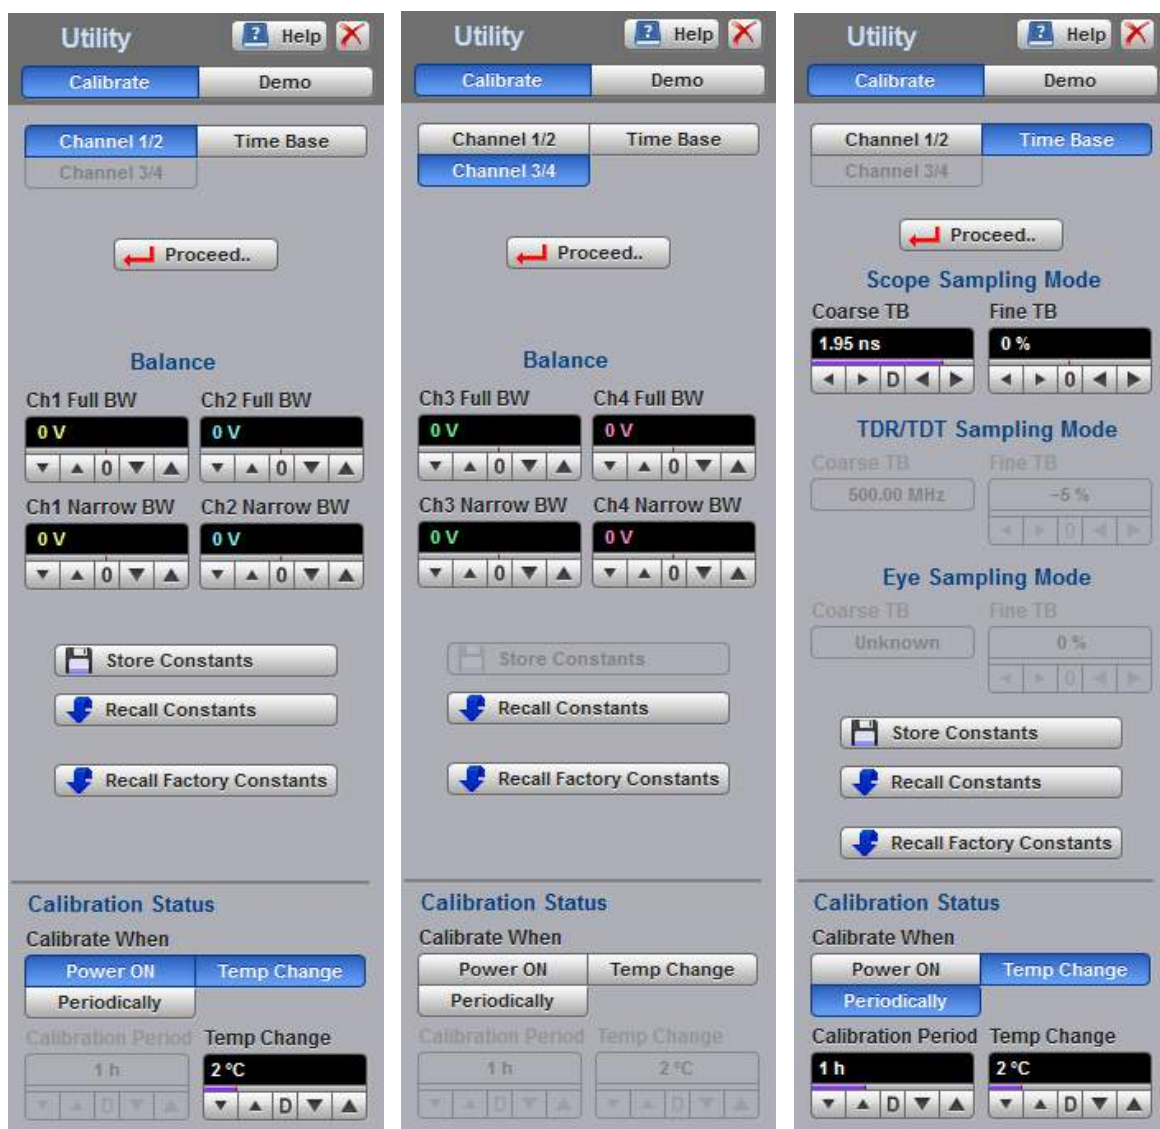 Utility Help
Calibrate Demo
Channel 1/2 Time Base
Channel 3/4
Proceed..
Balance
Ch1 Full BW Ch2 Full BW
0 V 0 V
0 0
Ch1 Narrow BW Ch2 Narrow BW
0 V 0 V
0 0
Store Constants
Recall Constants
Recall Factory Constants
Calibration Status
Calibrate When
Power ON Temp Change
Periodically
Calibration Period Temp Change
1 h 2 °C
D D
Utility Help
Calibrate Demo
Channel 1/2 Time Base
Channel 3/4
Proceed..
Balance
Ch3 Full BW Ch4 Full BW
0 V 0 V
0 0
Ch3 Narrow BW Ch4 Narrow BW
0 V 0 V
0 0
Store Constants
Recall Constants
Recall Factory Constants
Calibration Status
Calibrate When
Power ON Temp Change
Periodically
Calibration Period Temp Change
1 h 2 °C
D D
Utility Help
Calibrate Demo
Channel 1/2 Time Base
Channel 3/4
Proceed..
Scope Sampling Mode
Coarse TB Fine TB
1.95 ns 0 %
D 0
TDR/TDT Sampling Mode
Coarse TB Fine TB
500.00 MHz -5 %
0
Eye Sampling Mode
Coarse TB Fine TB
Unknown 0 %
0
Store Constants
Recall Constants
Recall Factory Constants
Calibration Status
Calibrate When
Power ON Temp Change
Periodically
Calibration Period Temp Change
1 h 2 °C
D D